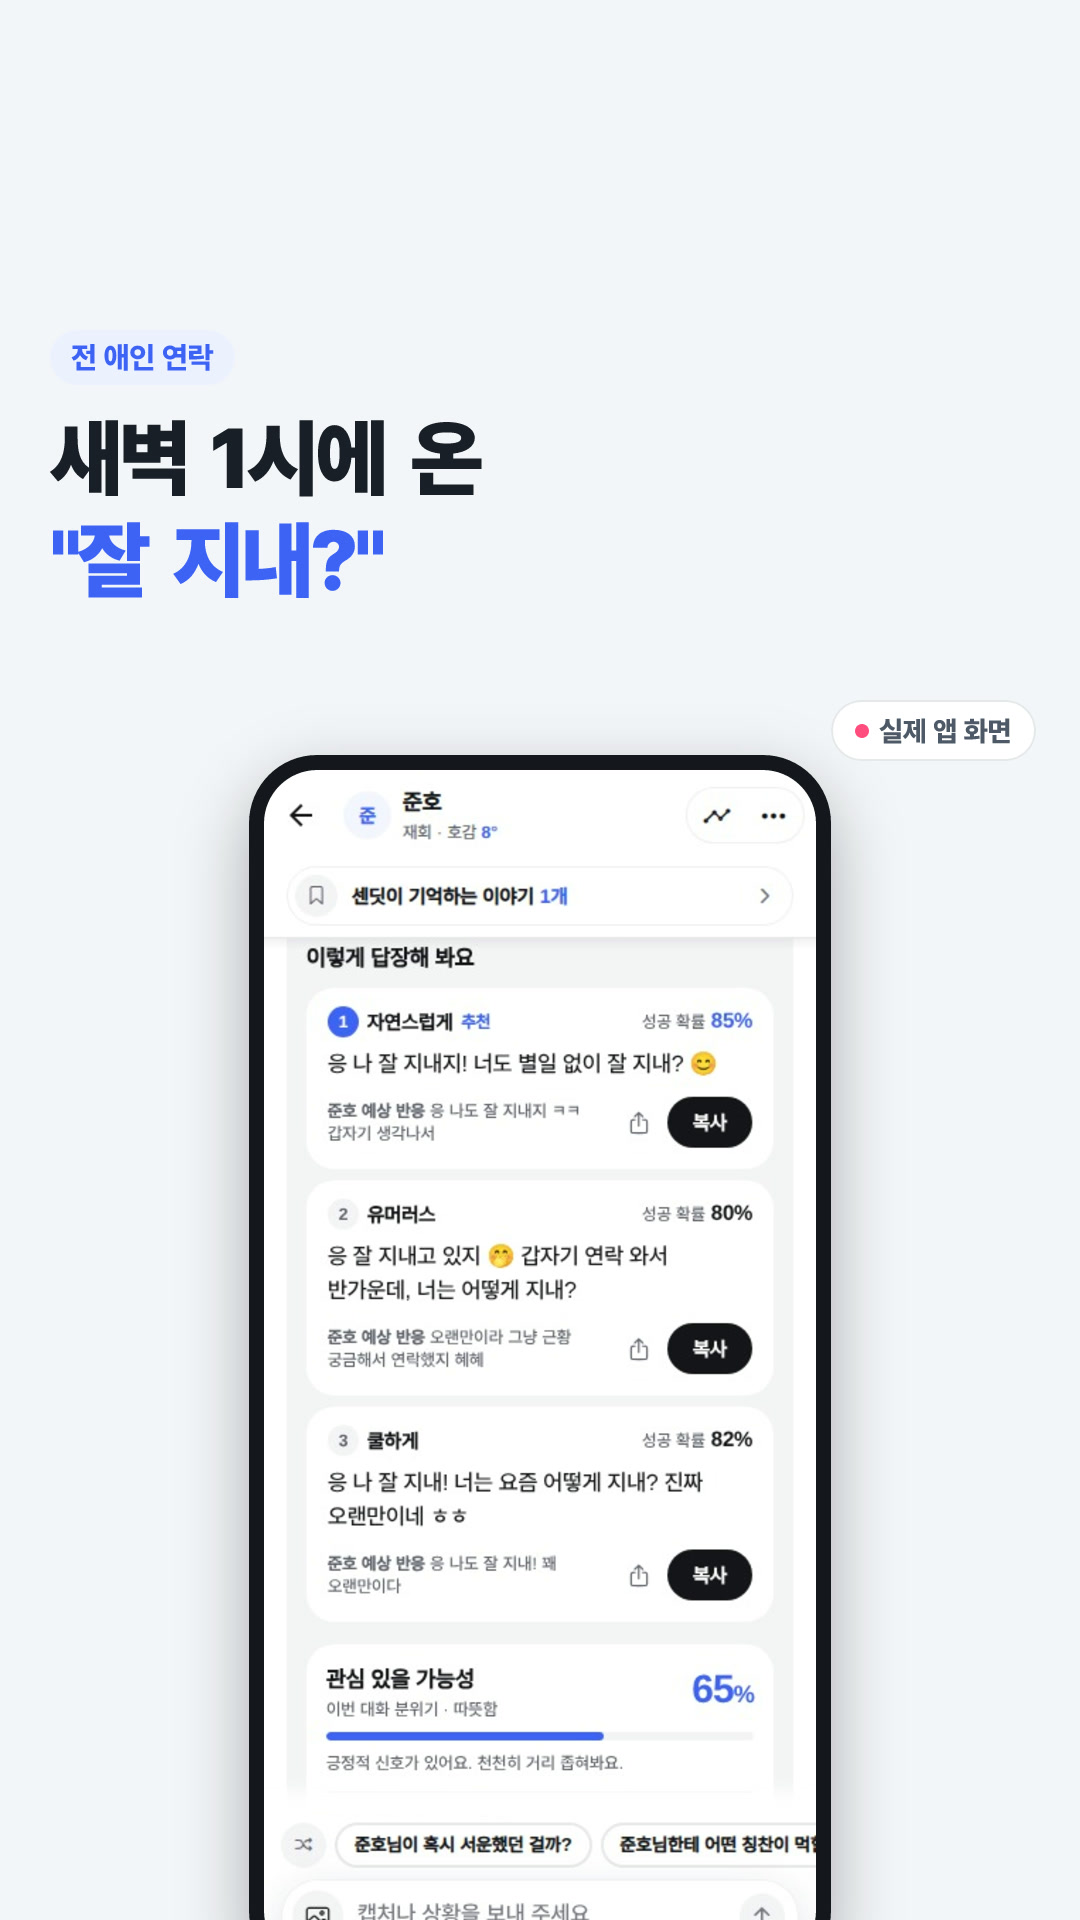 전 애인 연락
새벽 1시에 온
"잘 지내?"
실제 앱 화면
준
준호
재회 · 호감 8°
센딧이 기억하는 이야기 1개
이렇게 답장해 봐요
1 자연스럽게 추천 성공 확률 85%
응 나 잘 지내지! 너도 별일 없이 잘 지내? 😊
준호 예상 반응 응 나도 잘 지내지 ㅋㅋ
갑자기 생각나서
복사
2 유머러스 성공 확률 80%
응 잘 지내고 있지 🤭 갑자기 연락 와서
반가운데, 너는 어떻게 지내?
준호 예상 반응 오랜만이라 그냥 근황
궁금해서 연락했지 헤헤
복사
3 쿨하게 성공 확률 82%
응 나 잘 지내! 너는 요즘 어떻게 지내? 진짜
오랜만이네 ㅎㅎ
준호 예상 반응 응 나도 잘 지내! 꽤
오랜만이다
복사
관심 있을 가능성
65%
이번 대화 분위기 · 따뜻함
긍정적 신호가 있어요. 천천히 거리 좁혀봐요.
준호님이 혹시 서운했던 걸까?
준호님한테 어떤 칭찬이
캡처나 상황을 보내 주세요